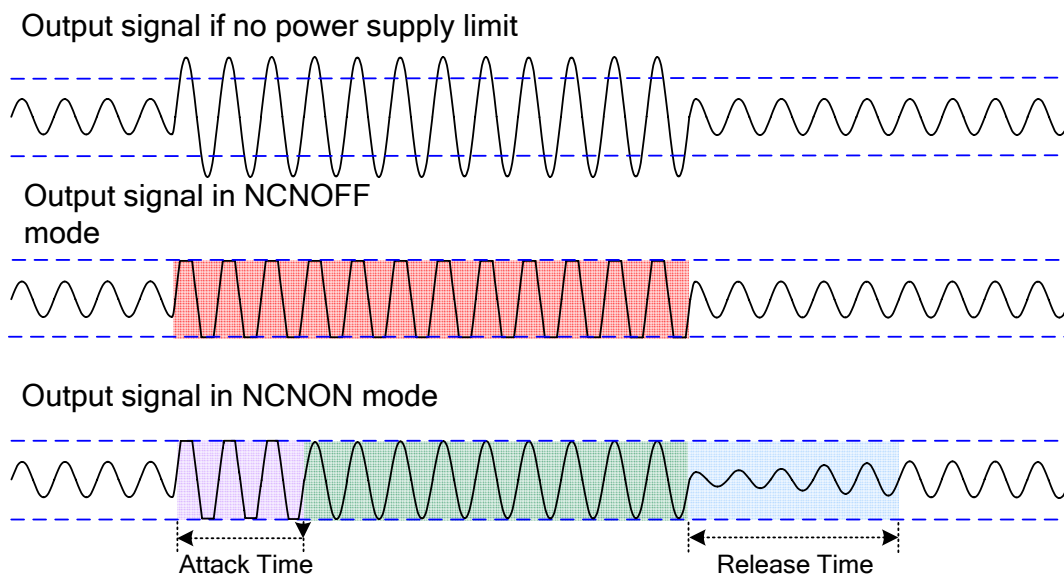 Output signal if no power supply limit
Output signal in NCNOFF
mode
Output signal in NCNON mode
Attack Time
Release Time